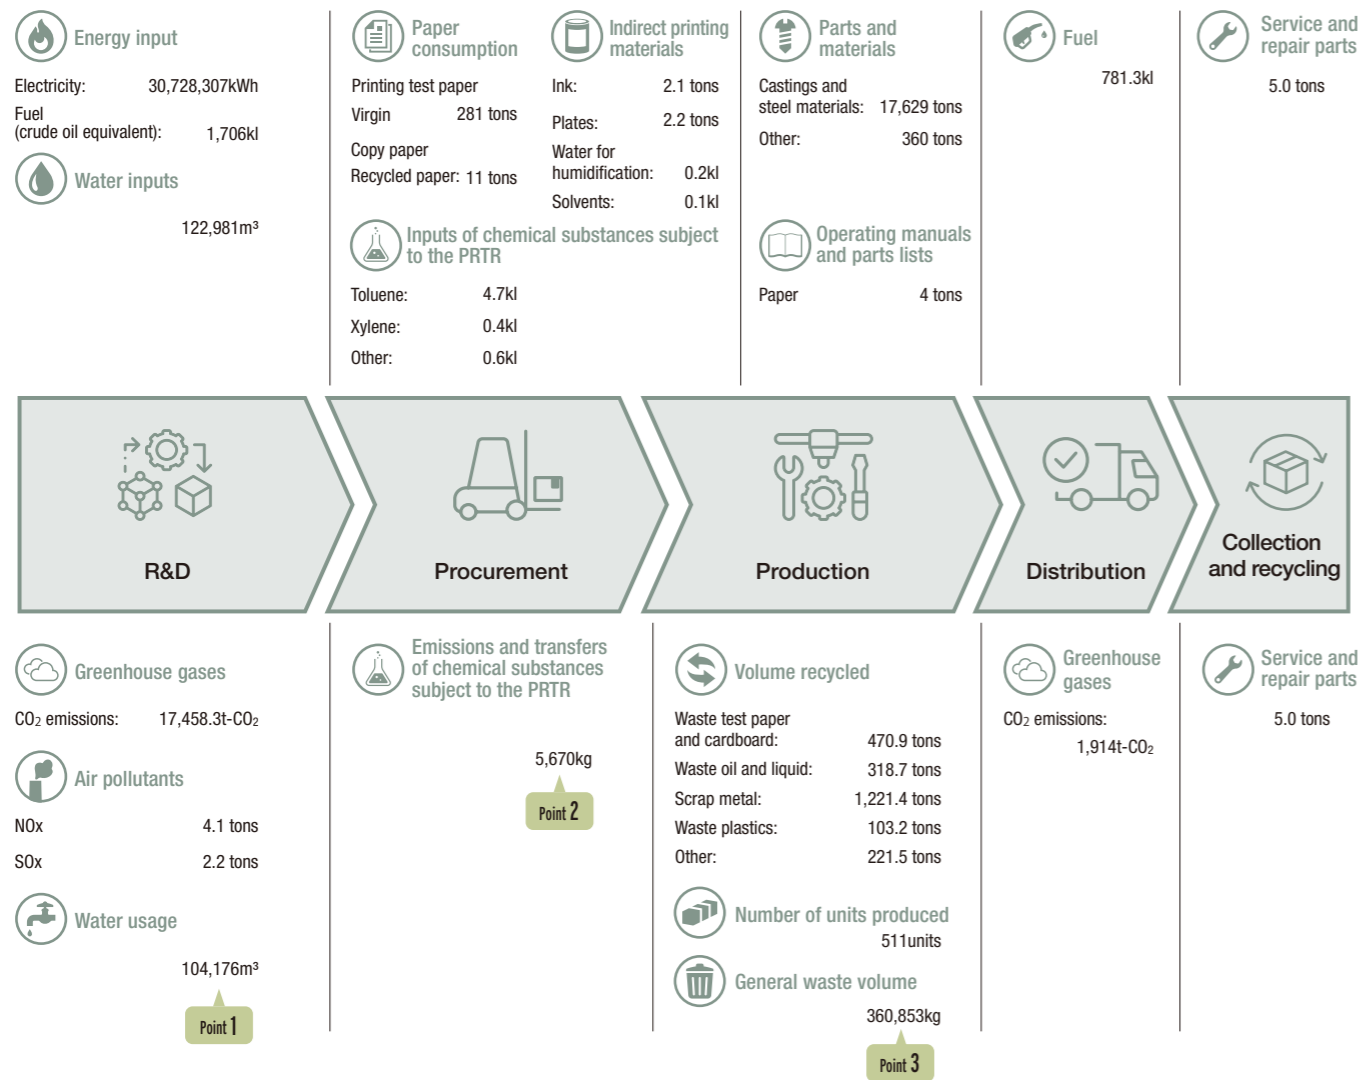 Energy input
Electricity: 30,728,307kWh
Fuel
(crude oil equivalent): 1,706kl
Water inputs
122,981m³
Paper
consumption
Printing test paper
Virgin 281 tons
Copy paper
Recycled paper: 11 tons
Indirect printing
materials
Ink: 2.1 tons
Plates: 2.2 tons
Water for
humidification: 0.2kl
Solvents: 0.1kl
Inputs of chemical substances subject
to the PRTR
Toluene: 4.7kl
Xylene: 0.4kl
Other: 0.6kl
Parts and
materials
Castings and
steel materials: 17,629 tons
Other: 360 tons
Operating manuals
and parts lists
Paper 4 tons
Fuel
781.3kl
Service and
repair parts
5.0 tons
R&D
Procurement
Production
Distribution
Collection
and recycling
Greenhouse gases
CO2 emissions: 17,458.3t-CO2
Air pollutants
NOx 4.1 tons
SOx 2.2 tons
Water usage
104,176m³
Point 1
Emissions and transfers
of chemical substances
subject to the PRTR
5,670kg
Point 2
Volume recycled
Waste test paper
and cardboard: 470.9 tons
Waste oil and liquid: 318.7 tons
Scrap metal: 1,221.4 tons
Waste plastics: 103.2 tons
Other: 221.5 tons
Number of units produced
511units
General waste volume
360,853kg
Point 3
Greenhouse
gases
CO2 emissions:
1,914t-CO2
Service and
repair parts
5.0 tons